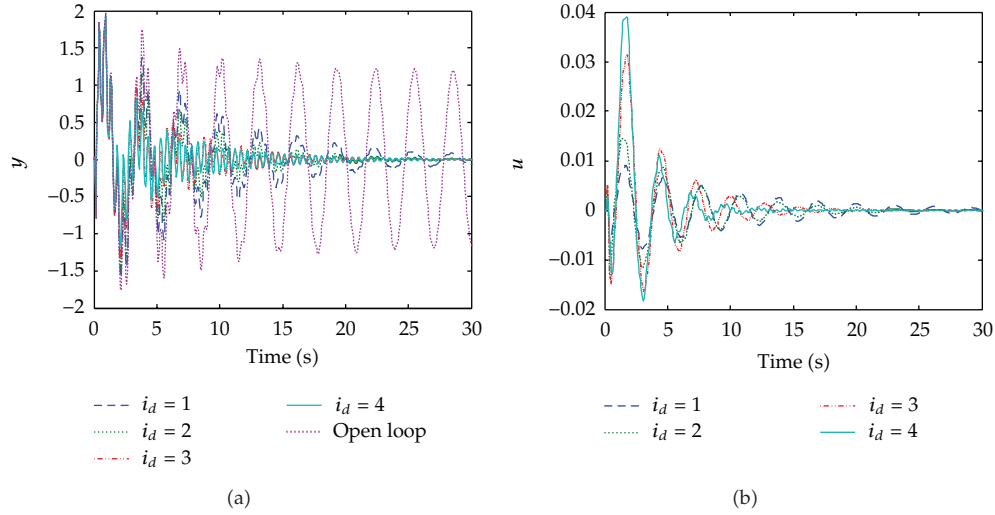 2
1.5
1
0.5
0
−0.5
−1
−1.5
−2
y
0 5 10 15 20 25 30
Time (s)
i_d = 1
i_d = 2
i_d = 3
i_d = 4
Open loop
(a)
0.04
0.03
0.02
0.01
0
−0.01
−0.02
u
0 5 10 15 20 25 30
Time (s)
i_d = 1
i_d = 2
i_d = 3
i_d = 4
(b)